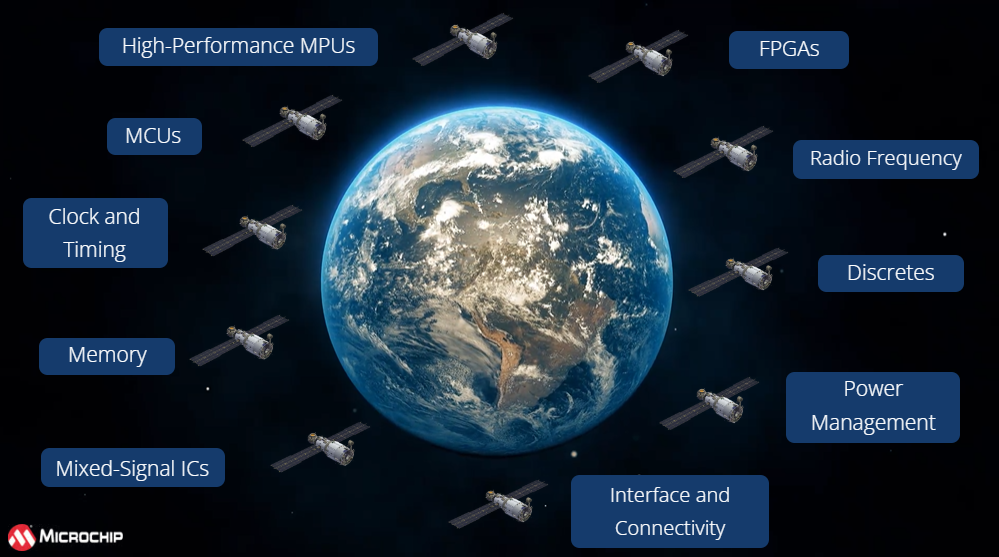 High-Performance MPUs
FPGAs
MCUs
Radio Frequency
Clock and
Timing
Discretes
Memory
Power
Management
Mixed-Signal ICs
Interface and
Connectivity
MICROCHIP